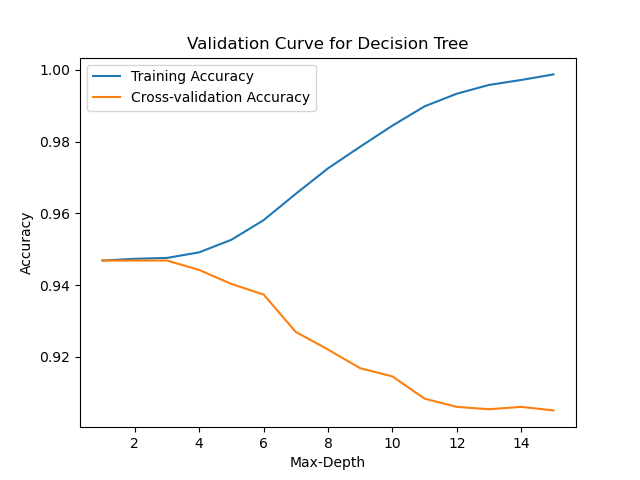 Validation Curve for Decision Tree
Training Accuracy
Cross-validation Accuracy
1.00
0.98
0.96
0.94
0.92
Accuracy
2 4 6 8 10 12 14
Max-Depth